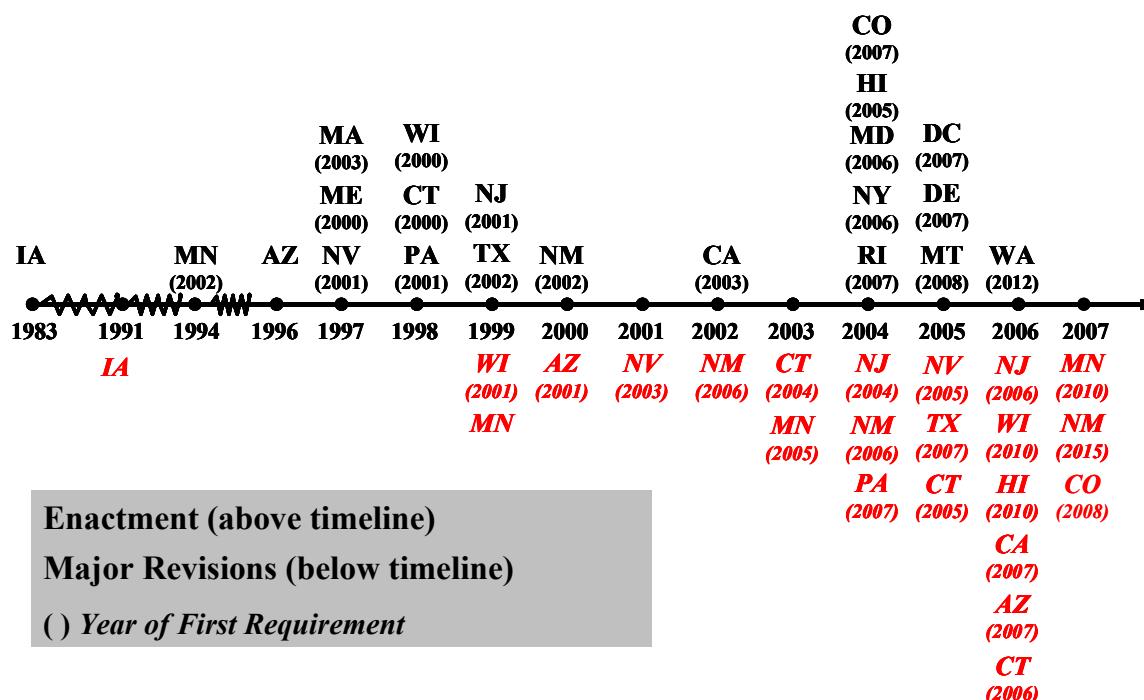 CO
(2007)
HI
(2005)
MA MD DC
WI
(2003) (2000) (2006) (2007)
ME CT NJ NY DE
(2000) (2000) (2001) (2006) (2007)
IA MN AZ NV PA TX NM CA RI MT WA
(2002) (2001) (2001) (2002) (2002) (2003) (2007) (2008) (2012)
1983 1991 1994 1996 1997 1998 1999 2000 2001 2002 2003 2004 2005 2006 2007
IA WI AZ NV NM CT NJ NV NJ MN
(2001) (2001) (2003) (2006) (2004) (2004) (2005) (2006) (2010)
MN MN NM TX WI NM
(2005) (2006) (2007) (2010) (2015)
PA CT HI CO
(2007) (2005) (2010) (2008)
Enactment (above timeline)
CA
(2007)
Major Revisions (below timeline)
AZ
( ) Year of First Requirement
(2007)
CT
(2006)